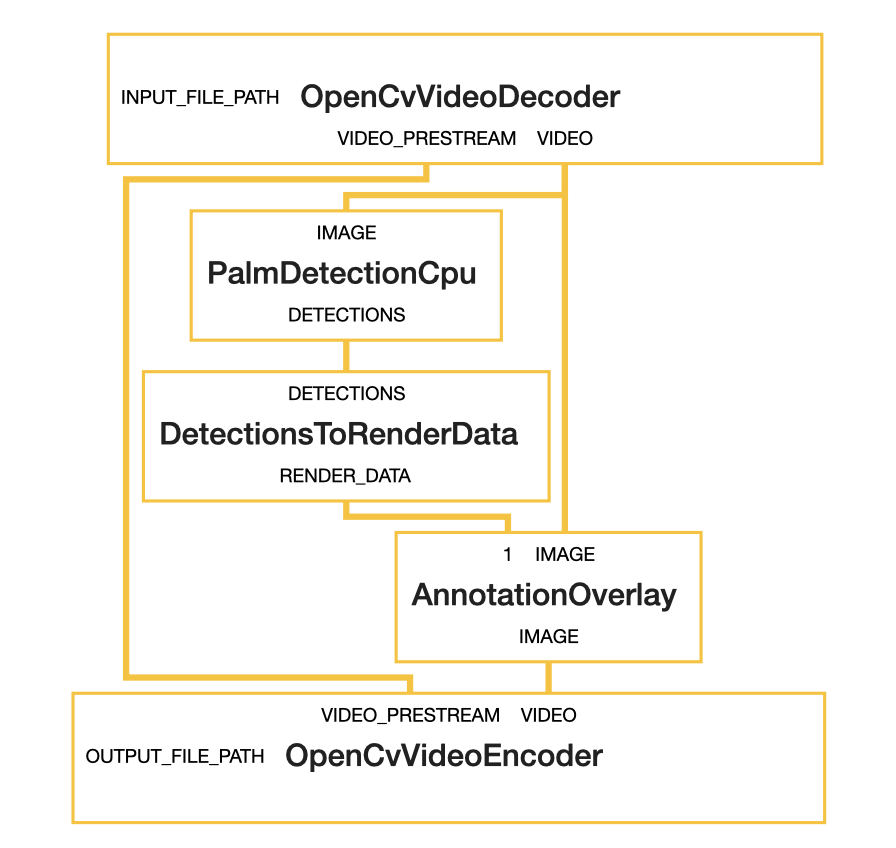 INPUT_FILE_PATH OpenCvVideoDecoder
VIDEO_PRESTREAM VIDEO
IMAGE
PalmDetectionCpu
DETECTIONS
DETECTIONS
DetectionsToRenderData
RENDER_DATA
1 IMAGE
AnnotationOverlay
IMAGE
VIDEO_PRESTREAM VIDEO
OUTPUT_FILE_PATH OpenCvVideoEncoder